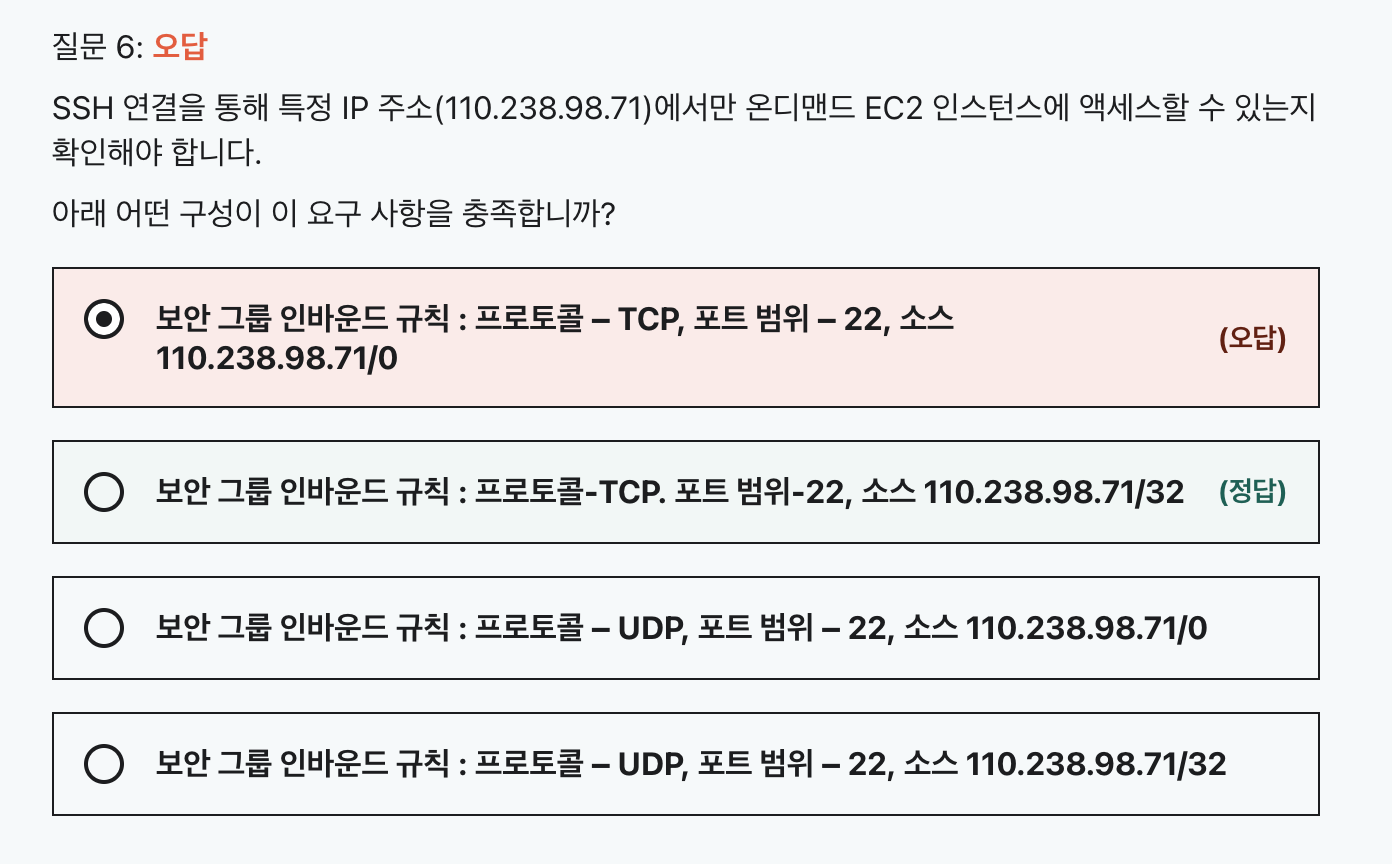 질문 6: 오답
SSH 연결을 통해 특정 IP 주소(110.238.98.71)에서만 온디맨드 EC2 인스턴스에 액세스할 수 있는지
확인해야 합니다.
아래 어떤 구성이 이 요구 사항을 충족합니까?
보안 그룹 인바운드 규칙 : 프로토콜 – TCP, 포트 범위 – 22, 소스
110.238.98.71/0
(오답)
보안 그룹 인바운드 규칙 : 프로토콜-TCP. 포트 범위-22, 소스 110.238.98.71/32
(정답)
보안 그룹 인바운드 규칙 : 프로토콜 – UDP, 포트 범위 – 22, 소스 110.238.98.71/0
보안 그룹 인바운드 규칙 : 프로토콜 – UDP, 포트 범위 – 22, 소스 110.238.98.71/32